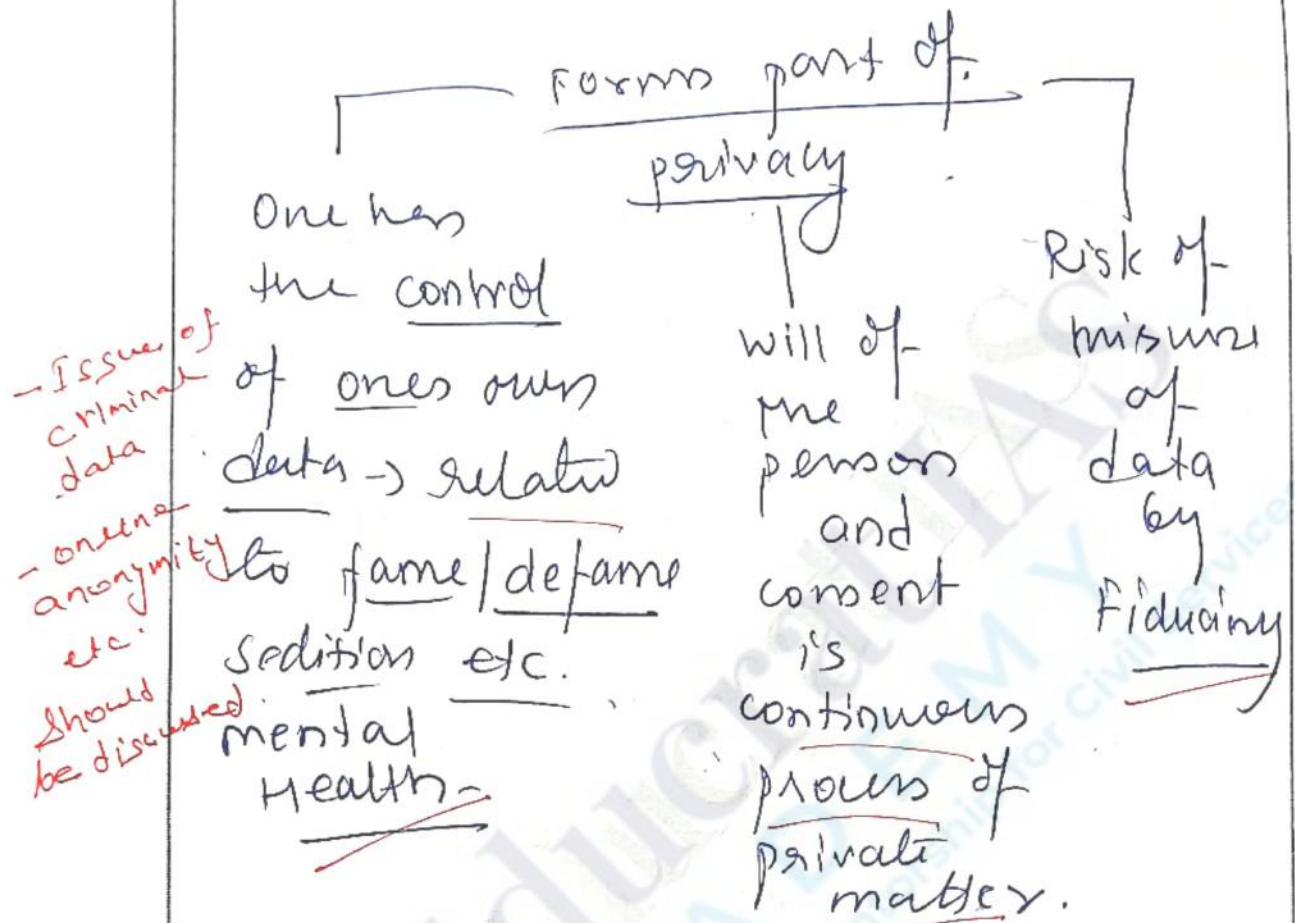 Forms part of
privacy
One has
the control
of ones own
data → relative
to fame/defame
sedition etc.
mental
Health
will of
the
person
and
consent
is
continuous
process of
private
matter.
Risk of
misuse
of
data
by
Fiduciary
- Issue of
criminal
data
- online
anonymity
etc.
Should
be discussed